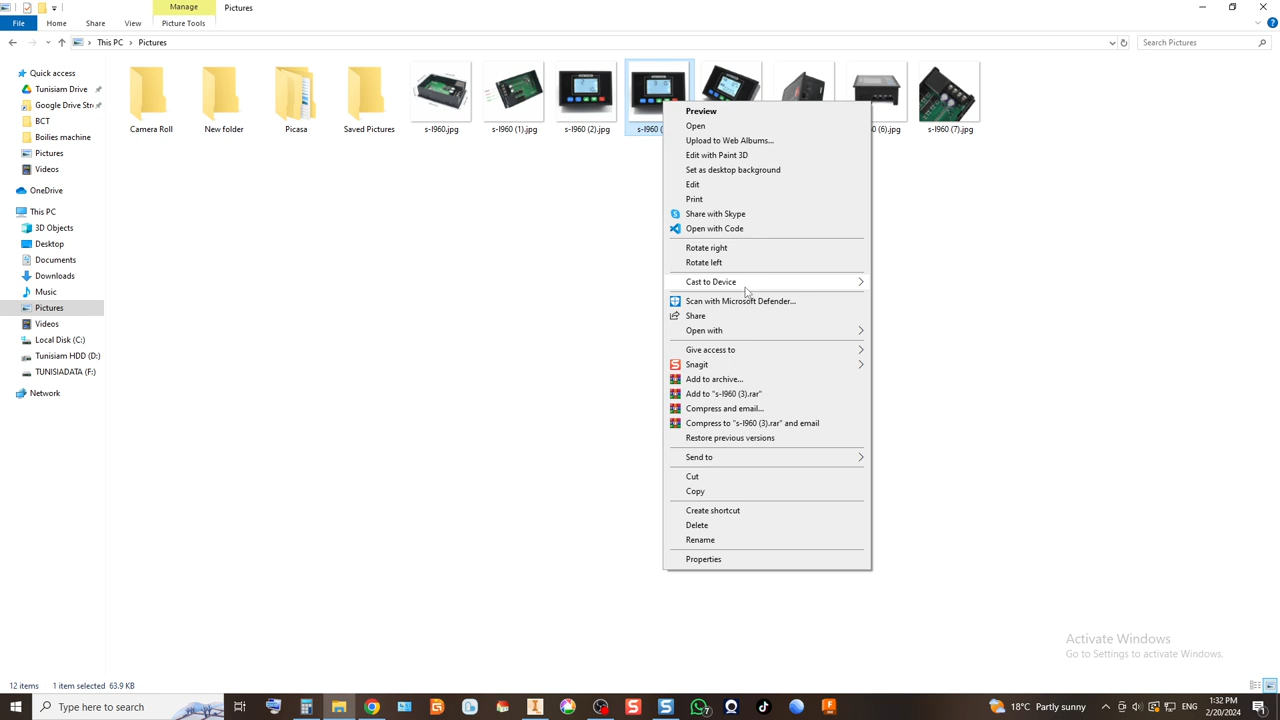 Manage
Pictures
File
Home
Share
View
Picture Tools
This PC
Pictures
Search Pictures
Quick access
Tunisiam Drive
Google Drive Str
BCT
Boilies machine
Pictures
Videos
OneDrive
This PC
3D Objects
Desktop
Documents
Downloads
Music
Pictures
Videos
Local Disk (C:)
Tunisiam HDD (D:)
TUNISIADATA (F:)
Network
Camera Roll
New folder
Picasa
Saved Pictures
s-l960.jpg
s-l960 (1).jpg
s-l960 (2).jpg
s-l960 (
(6).jpg
s-l960 (7).jpg
Preview
Open
Upload to Web Albums...
Edit with Paint 3D
Set as desktop background
Edit
Print
Share with Skype
Open with Code
Rotate right
Rotate left
Cast to Device
Scan with Microsoft Defender...
Share
Open with
Give access to
Snagit
Add to archive...
Add to "s-l960 (3).rar"
Compress and email...
Compress to "s-l960 (3).rar" and email
Restore previous versions
Send to
Cut
Copy
Create shortcut
Delete
Rename
Properties
Activate Windows
Go to Settings to activate Windows.
12 items
1 item selected 63.9 KB
Type here to search
18°C Partly sunny
ENG
1:32 PM
2/20/2024